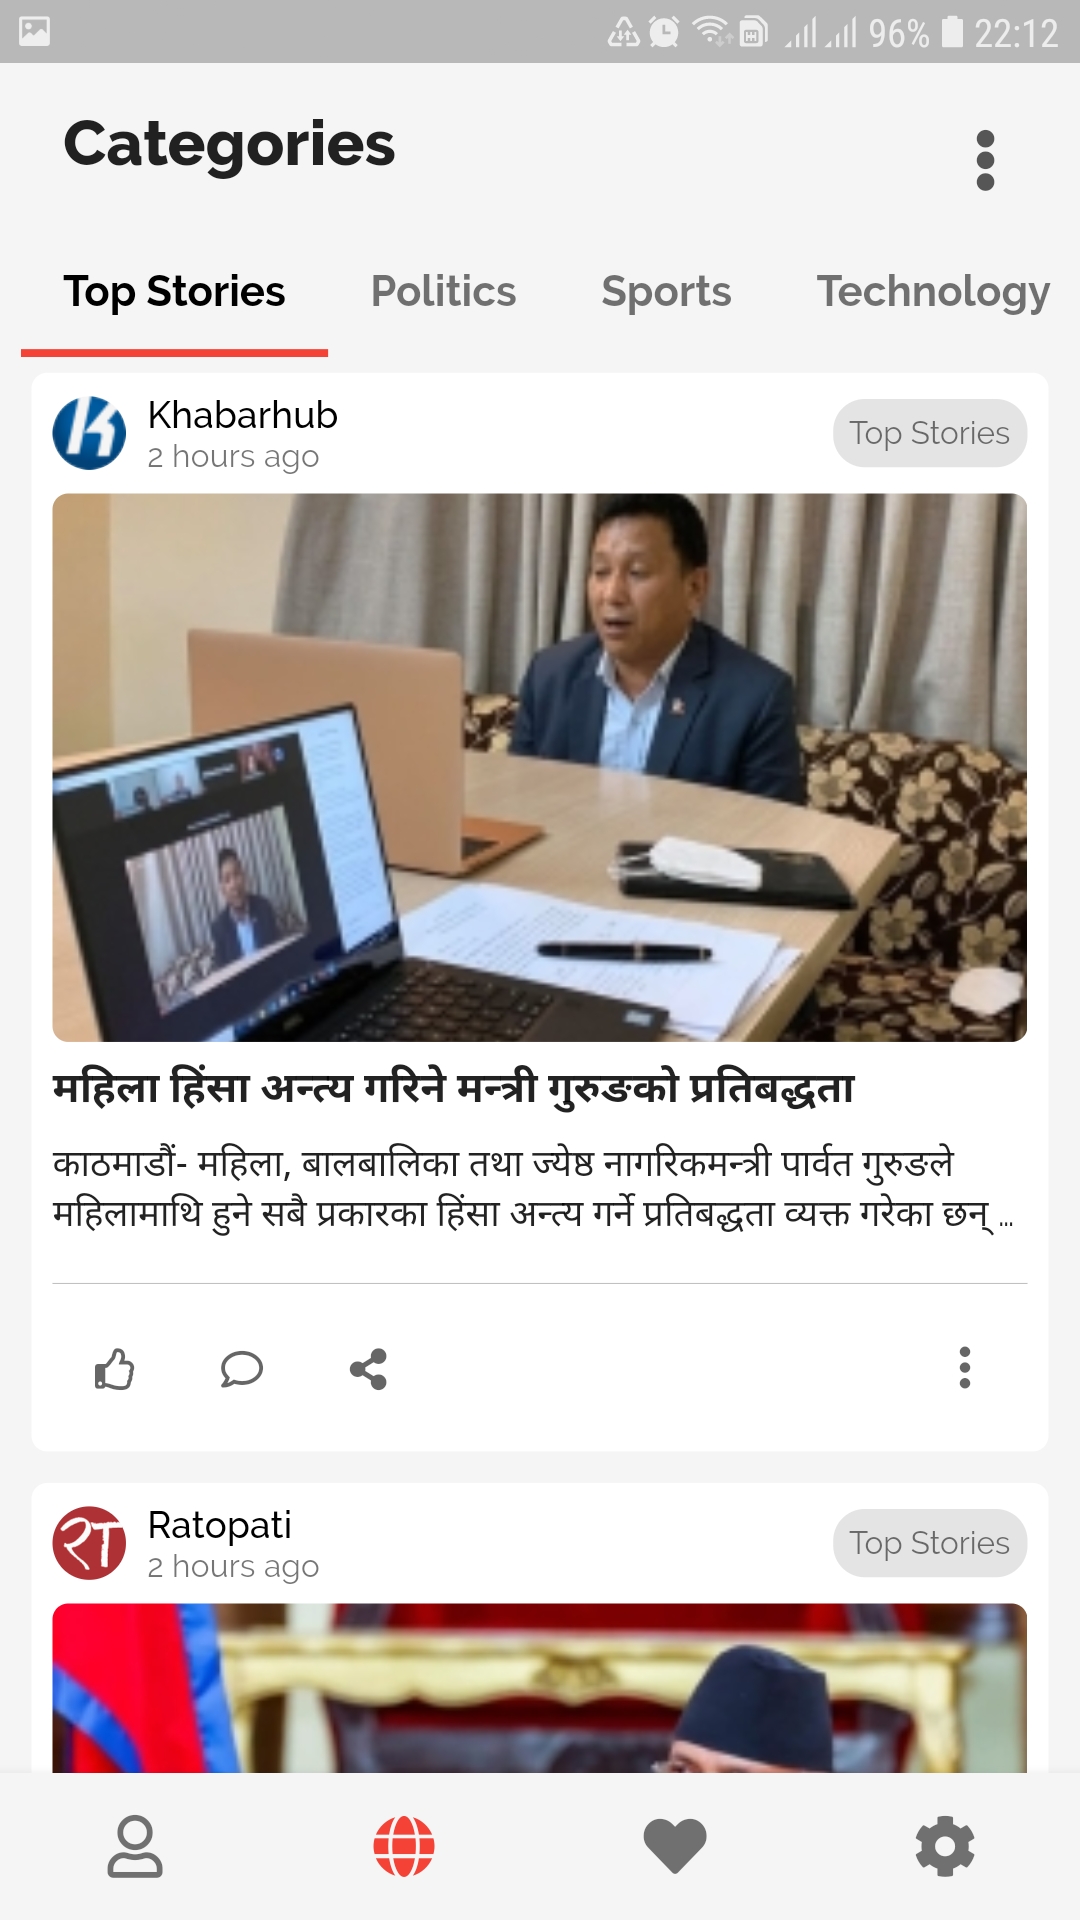 96% 22:12
Categories
Top Stories Politics Sports Technology
Khabarhub
2 hours ago
Top Stories
महिला हिंसा अन्त्य गरिने मन्त्री गुरुङको प्रतिबद्धता
काठमाडौं- महिला, बालबालिका तथा ज्येष्ठ नागरिकमन्त्री पार्वत गुरुङले
महिलामाथि हुने सबै प्रकारका हिंसा अन्त्य गर्ने प्रतिबद्धता व्यक्त गरेका छन् ...
रा
Ratopati
2 hours ago
Top Stories